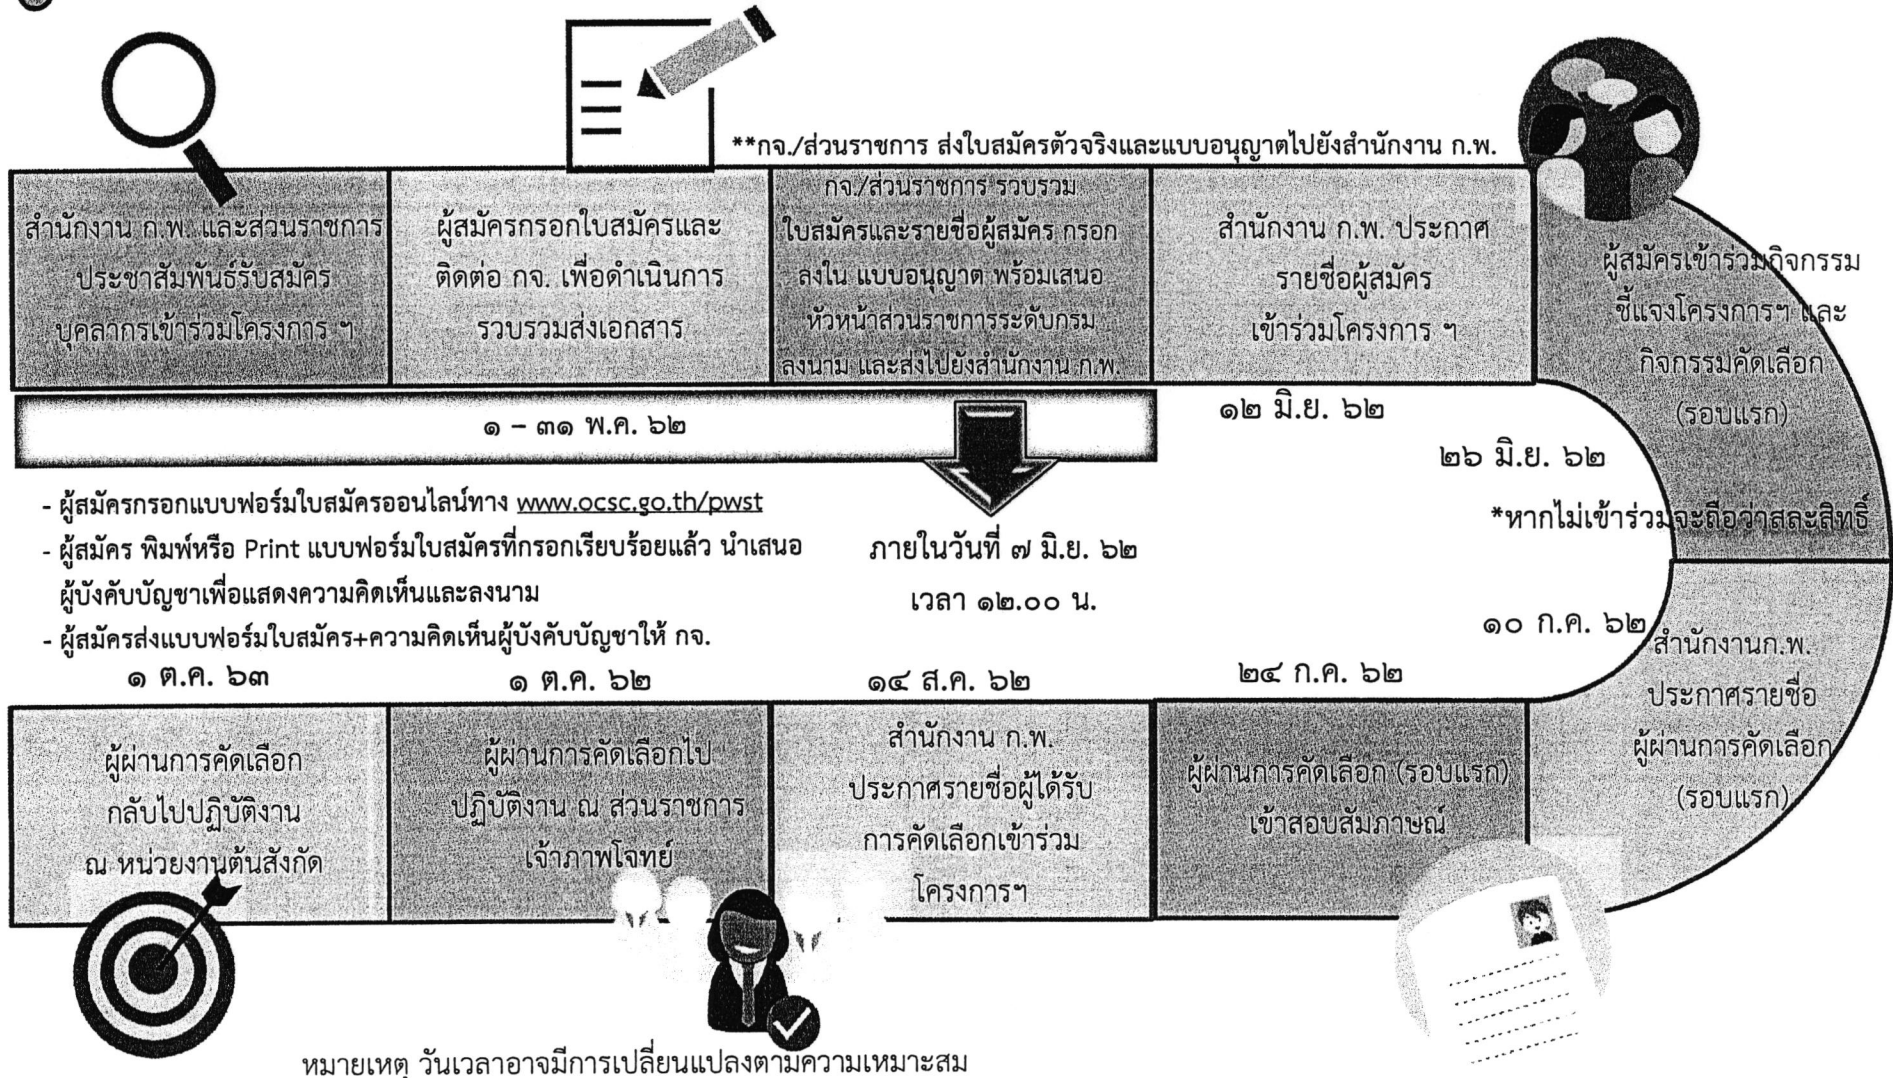 **กจ./ส่วนราชการ ส่งใบสมัครตัวจริงและแบบอนุญาตไปยังสำนักงาน ก.พ.
สำนักงาน ก.พ. และส่วนราชการ
ประชาสัมพันธ์รับสมัคร
บุคลากรเข้าร่วมโครงการ ฯ
ผู้สมัครกรอกใบสมัครและ
ติดต่อ กจ. เพื่อดำเนินการ
รวบรวมส่งเอกสาร
กจ./ส่วนราชการ รวบรวม
ใบสมัครและรายชื่อผู้สมัคร กรอก
ลงใน แบบอนุญาต พร้อมเสนอ
หัวหน้าส่วนราชการระดับกรม
ลงนาม และส่งไปยังสำนักงาน ก.พ.
สำนักงาน ก.พ. ประกาศ
รายชื่อผู้สมัคร
เข้าร่วมโครงการ ฯ
ผู้สมัครเข้าร่วมกิจกรรม
ชี้แจงโครงการฯ และ
กิจกรรมคัดเลือก
(รอบแรก)
๑ – ๓๑ พ.ค. ๖๒
๑๒ มิ.ย. ๖๒
๒๖ มิ.ย. ๖๒
*หากไม่เข้าร่วมจะถือว่าสละสิทธิ์
- ผู้สมัครกรอกแบบฟอร์มใบสมัครออนไลน์ทาง www.ocsc.go.th/pwst
- ผู้สมัคร พิมพ์หรือ Print แบบฟอร์มใบสมัครที่กรอกเรียบร้อยแล้ว นำเสนอ
ผู้บังคับบัญชาเพื่อแสดงความคิดเห็นและลงนาม
- ผู้สมัครส่งแบบฟอร์มใบสมัคร+ความคิดเห็นผู้บังคับบัญชาให้ กจ.
ภายในวันที่ ๗ มิ.ย. ๖๒
เวลา ๑๒.๐๐ น.
๑๐ ก.ค. ๖๒
สำนักงานก.พ.
ประกาศรายชื่อ
ผู้ผ่านการคัดเลือก
(รอบแรก)
๒๔ ก.ค. ๖๒
ผู้ผ่านการคัดเลือก (รอบแรก)
เข้าสอบสัมภาษณ์
๑๔ ส.ค. ๖๒
สำนักงาน ก.พ.
ประกาศรายชื่อผู้ได้รับ
การคัดเลือกเข้าร่วม
โครงการฯ
๑ ต.ค. ๖๒
ผู้ผ่านการคัดเลือกไป
ปฏิบัติงาน ณ ส่วนราชการ
เจ้าภาพโจทย์
๑ ต.ค. ๖๓
ผู้ผ่านการคัดเลือก
กลับไปปฏิบัติงาน
ณ หน่วยงานต้นสังกัด
หมายเหตุ วันเวลาอาจมีการเปลี่ยนแปลงตามความเหมาะสม